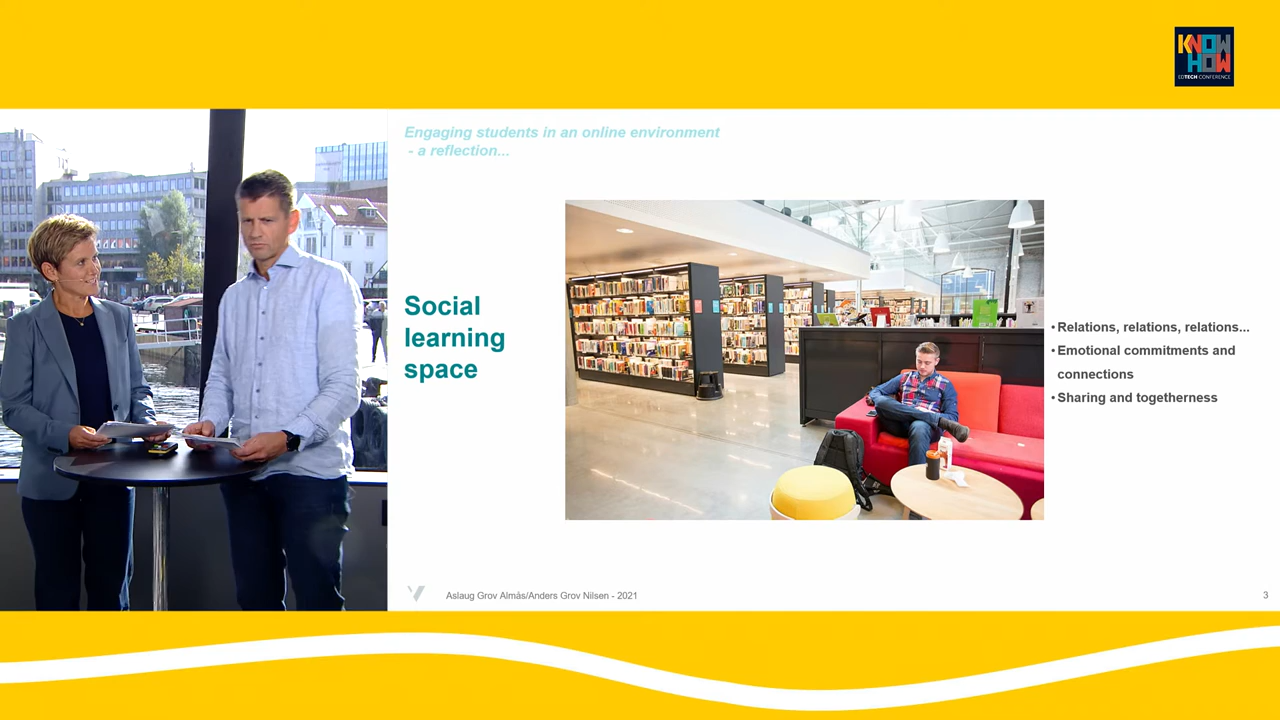 KNOW
HOW
EDTECH CONFERENCE
Engaging students in an online environment
- a reflection...
Social
learning
space
• Relations, relations, relations...
• Emotional commitments and
connections
• Sharing and togetherness
Aslaug Grov Almås/Anders Grov Nilsen - 2021
3